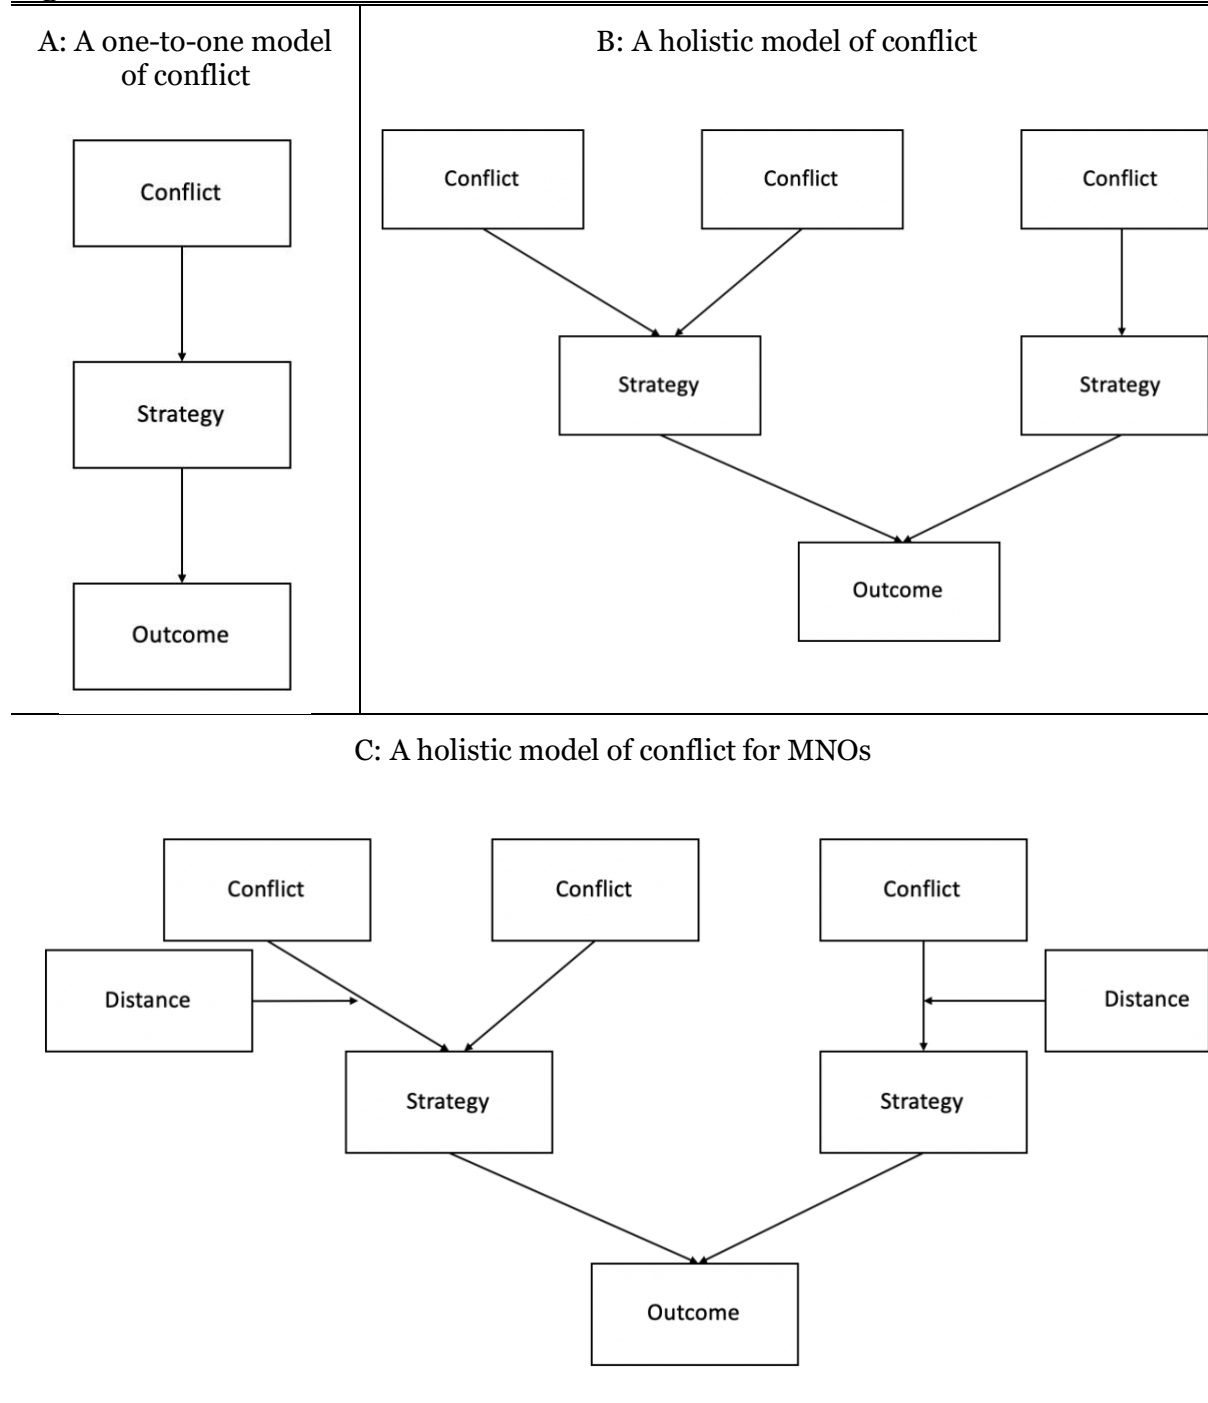 A: A one-to-one model
of conflict
B: A holistic model of conflict
Conflict
Strategy
Outcome
Conflict
Conflict
Conflict
Strategy
Strategy
Outcome
C: A holistic model of conflict for MNOs
Conflict
Conflict
Conflict
Distance
Distance
Strategy
Strategy
Outcome